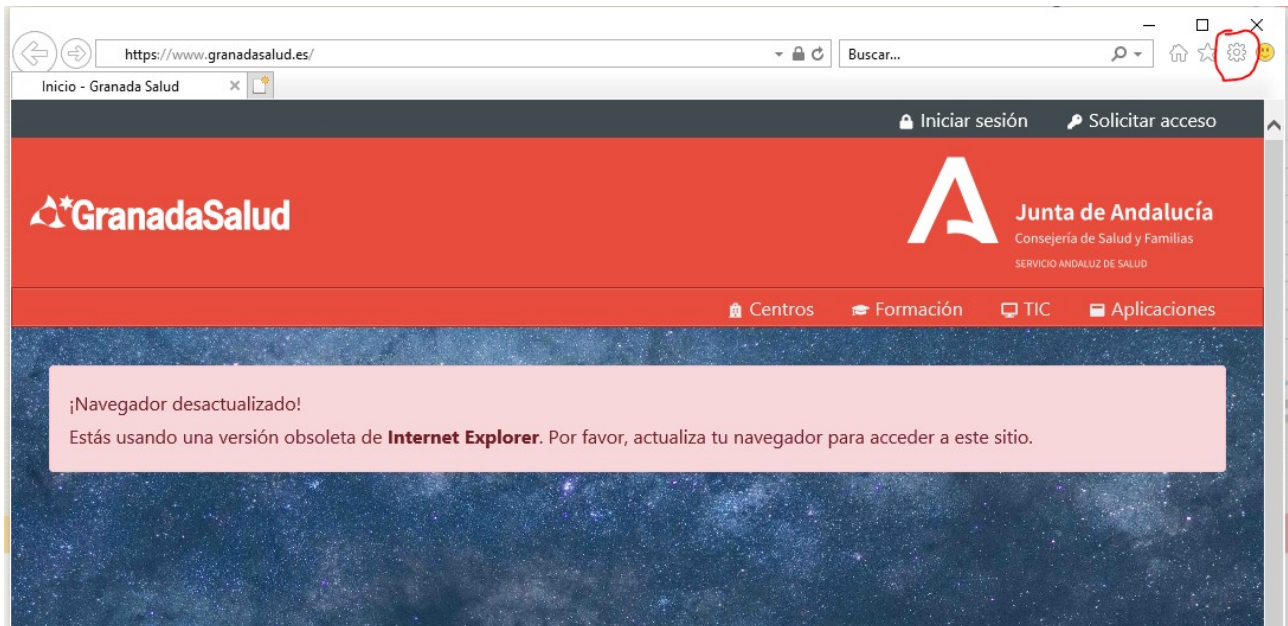 https://www.granadasalud.es/
Buscar...
Inicio - Granada Salud
Iniciar sesión
Solicitar acceso
GranadaSalud
Junta de Andalucía
Consejería de Salud y Familias
SERVICIO ANDALUZ DE SALUD
Centros
Formación
TIC
Aplicaciones
¡Navegador desactualizado!
Estás usando una versión obsoleta de Internet Explorer. Por favor, actualiza tu navegador para acceder a este sitio.